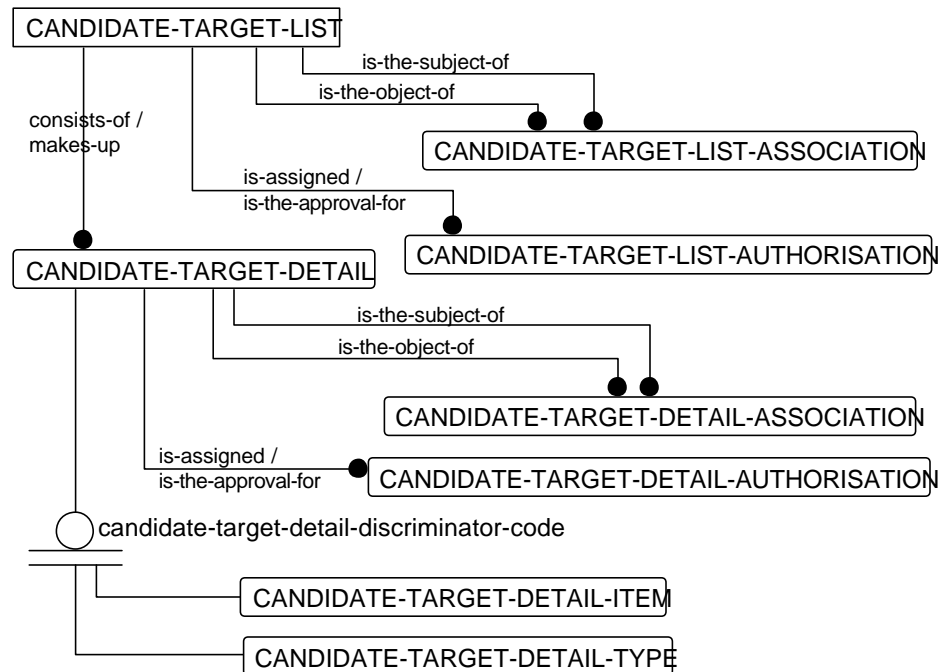 CANDIDATE-TARGET-LIST
is-the-subject-of
is-the-object-of
consists-of /
makes-up
CANDIDATE-TARGET-LIST-ASSOCIATION
is-assigned /
is-the-approval-for
CANDIDATE-TARGET-LIST-AUTHORISATION
CANDIDATE-TARGET-DETAIL
is-the-subject-of
is-the-object-of
CANDIDATE-TARGET-DETAIL-ASSOCIATION
is-assigned /
is-the-approval-for
CANDIDATE-TARGET-DETAIL-AUTHORISATION
candidate-target-detail-discriminator-code
CANDIDATE-TARGET-DETAIL-ITEM
CANDIDATE-TARGET-DETAIL-TYPE